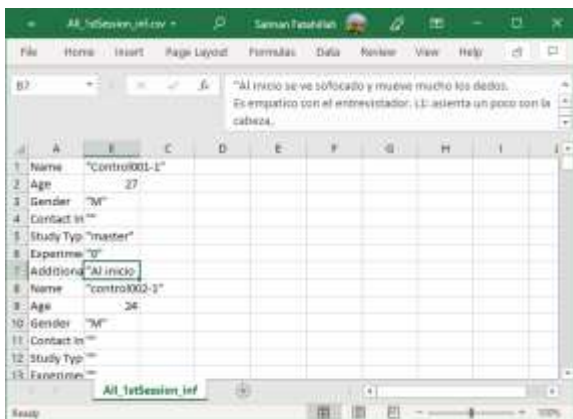 All_1stSession_inf.csv
File Home Insert Page Layout Formulas Data Review View Help
B7 fx "Al inicio se ve sofocado y mueve mucho los dedos.
Es empatico con el entrevistador. L1: asienta un poco con la
cabeza,
A B C D E F G H I
1 Name "Control001-1"
2 Age 27
3 Gender "M"
4 Contact In ""
5 Study Typ "master"
6 Experime "0"
7 Additiona "Al inicio
8 Name "control002-1"
9 Age 24
10 Gender "M"
11 Contact In ""
12 Study Typ ""
13 Experime ""
All_1stSession_inf
Ready 100%